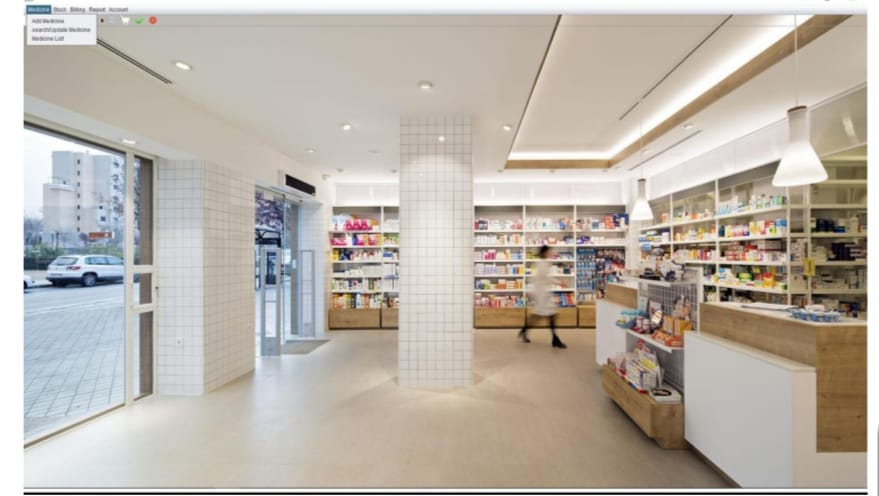 Medicine Stock Billing Report Account
Add Medicine
search/Update Medicine
Medicine List